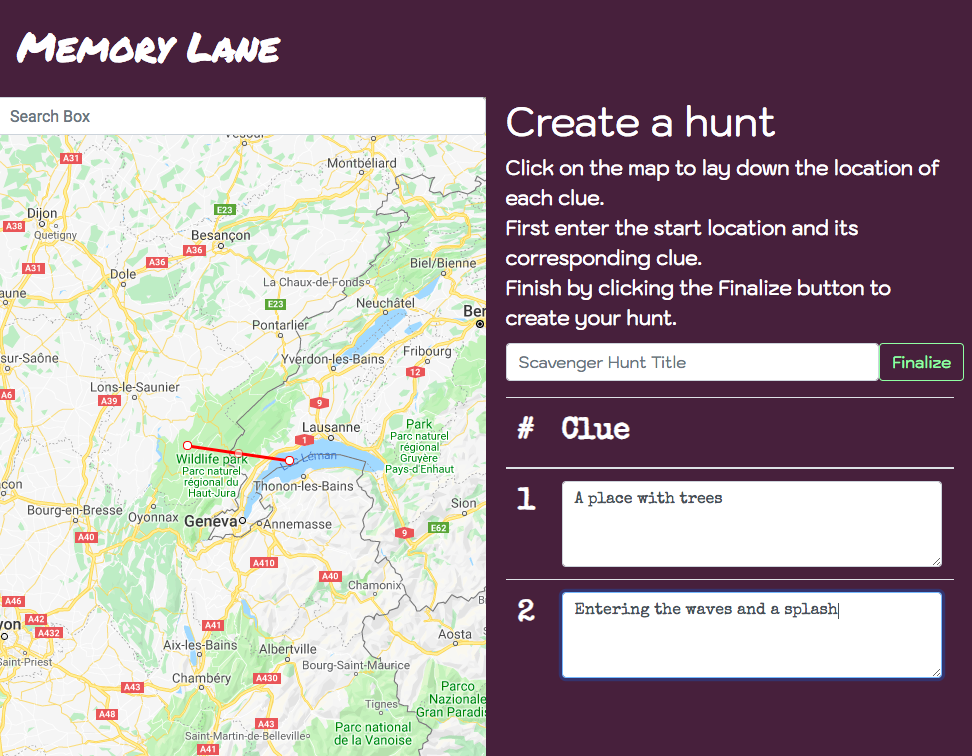 Memory Lane
Search Box
Create a hunt
Click on the map to lay down the location of
each clue.
First enter the start location and its
corresponding clue.
Finish by clicking the Finalize button to
create your hunt.
Scavenger Hunt Title
Finalize
# Clue
1 A place with trees
2 Entering the waves and a splash
A31
Montbéliard
Dijon
E23
A38
Quetigny
Besançon
A36
A36
A31
Dole
Biel/Bienne
La Chaux-de-Fonds
E23
Neuchâtel
Pontarlier
Yverdon-les-Bains
Fribourg
12
Lons-le-Saunier
A39
A6
9
Lausanne
1
Park
Parc naturel
régional
Gruyère
Pays-d'Enhaut
Wildlife park
Parc naturel
régional du
Haut-Jura
Léman
Thonon-les-Bains
Sion
Bourg-en-Bresse
Oyonnax
Geneva
Annemasse
E62
9
A40
A410
A40
Chamonix
A46
A42
A432
A41
Aosta
Aix-les-Bains
Albertville
Saint-Priest
Bourg-Saint-Maurice
Chambéry
A430
A43
Parco
Nazionale
Gran Paradis
Tignes
A48
A43
Parc national
de la Vanoise
Saint-Martin-de-Belleville
A41